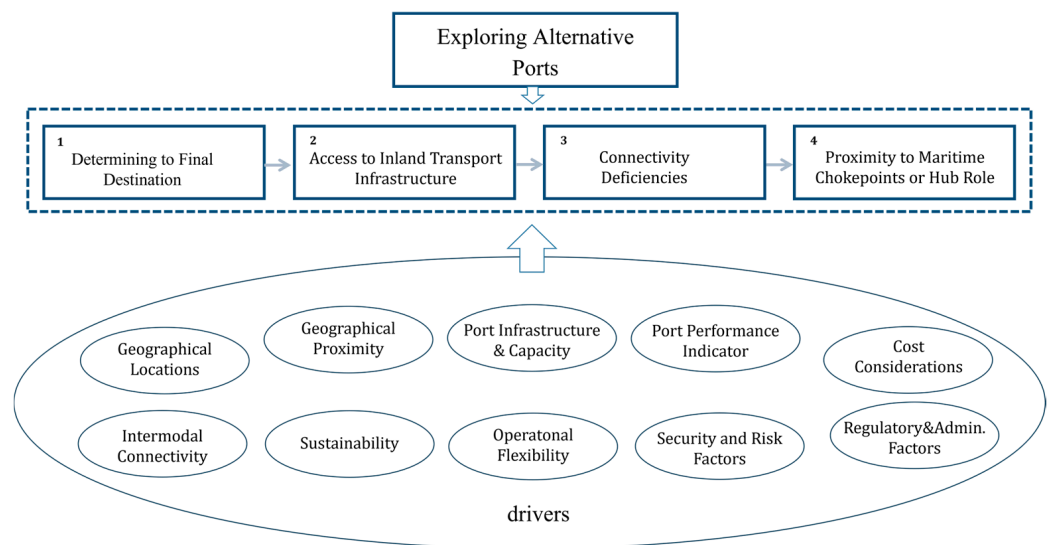 Exploring Alternative
Ports
1
Determining to Final
Destination
2
Access to Inland Transport
Infrastructure
3
Connectivity
Deficiencies
4
Proximity to Maritime
Chokepoints or Hub Role
Geographical
Locations
Geographical
Proximity
Port Infrastructure
& Capacity
Port Performance
Indicator
Cost
Considerations
Intermodal
Connectivity
Sustainability
Operatonal
Flexibility
Security and Risk
Factors
Regulatory&Admin.
Factors
drivers